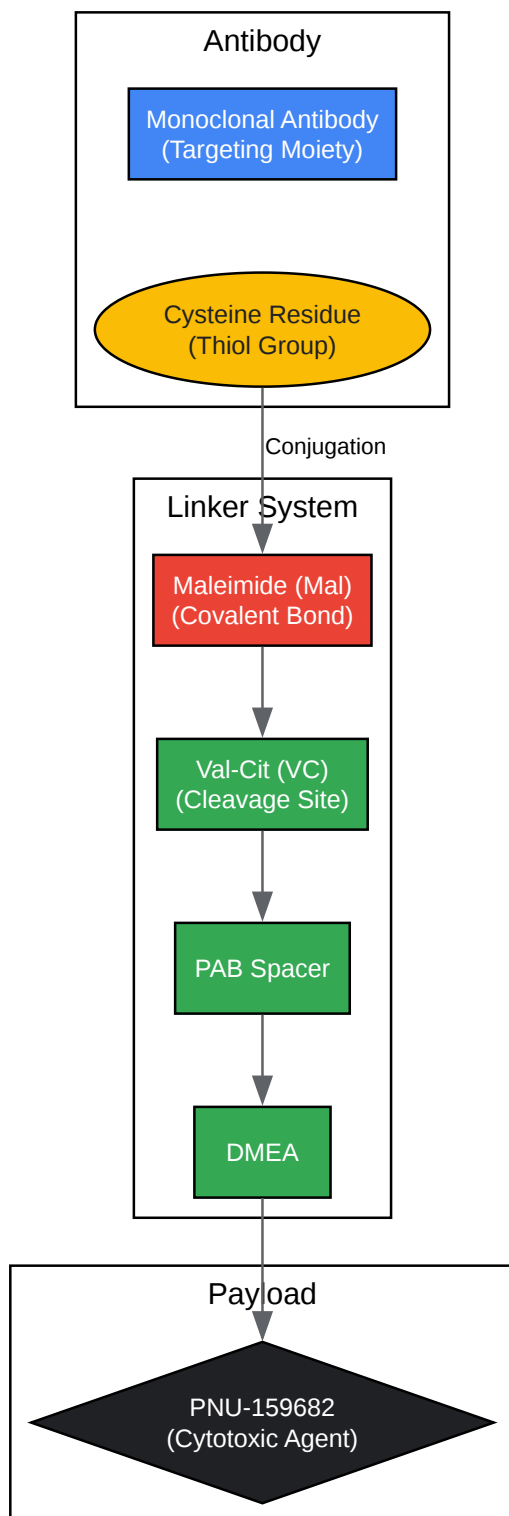 Antibody
Monoclonal Antibody
(Targeting Moiety)
Cysteine Residue
(Thiol Group)
Conjugation
Linker System
Maleimide (Mal)
(Covalent Bond)
Val-Cit (VC)
(Cleavage Site)
PAB Spacer
DMEA
Payload
PNU-159682
(Cytotoxic Agent)